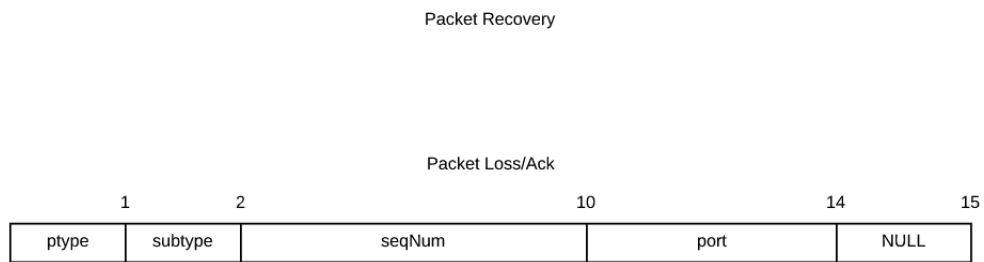 Packet Recovery
Packet Loss/Ack
1 2 10 14 15
ptype subtype seqNum port NULL